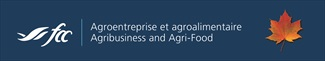 fcc
Agroentreprise et agroalimentaire
Agribusiness and Agri-Food